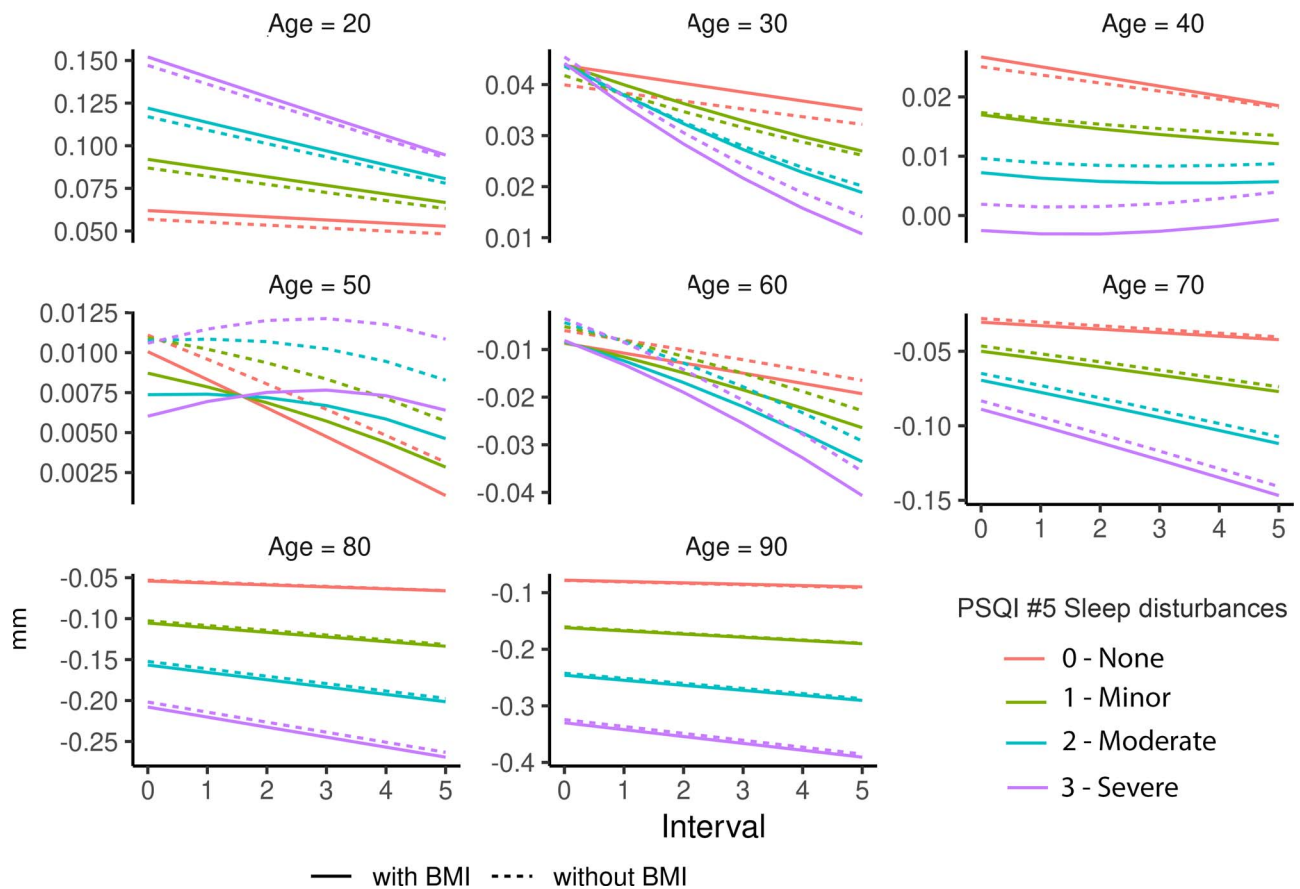 Age = 20
Age = 30
Age = 40
0.150
0.125
0.100
0.075
0.050
0.04
0.03
0.02
0.01
0.02
0.01
0.00
Age = 50
Age = 60
Age = 70
0.0125
0.0100
0.0075
0.0050
0.0025
-0.01
-0.02
-0.03
-0.04
-0.05
-0.10
-0.15
0 1 2 3 4 5
Age = 80
Age = 90
-0.05
-0.10
-0.15
-0.20
-0.25
0 1 2 3 4 5
-0.1
-0.2
-0.3
-0.4
0 1 2 3 4 5
mm
Interval
PSQI #5 Sleep disturbances
0 - None
1 - Minor
2 - Moderate
3 - Severe
with BMI without BMI